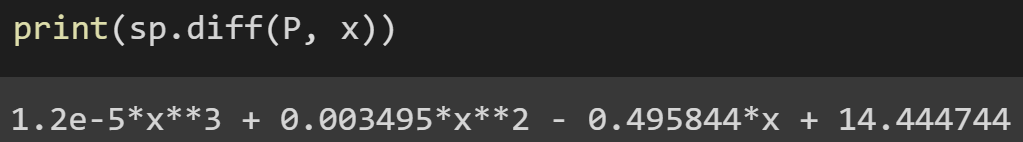 print(sp.diff(P, x))
1.2e-5*x**3 + 0.003495*x**2 - 0.495844*x + 14.444744